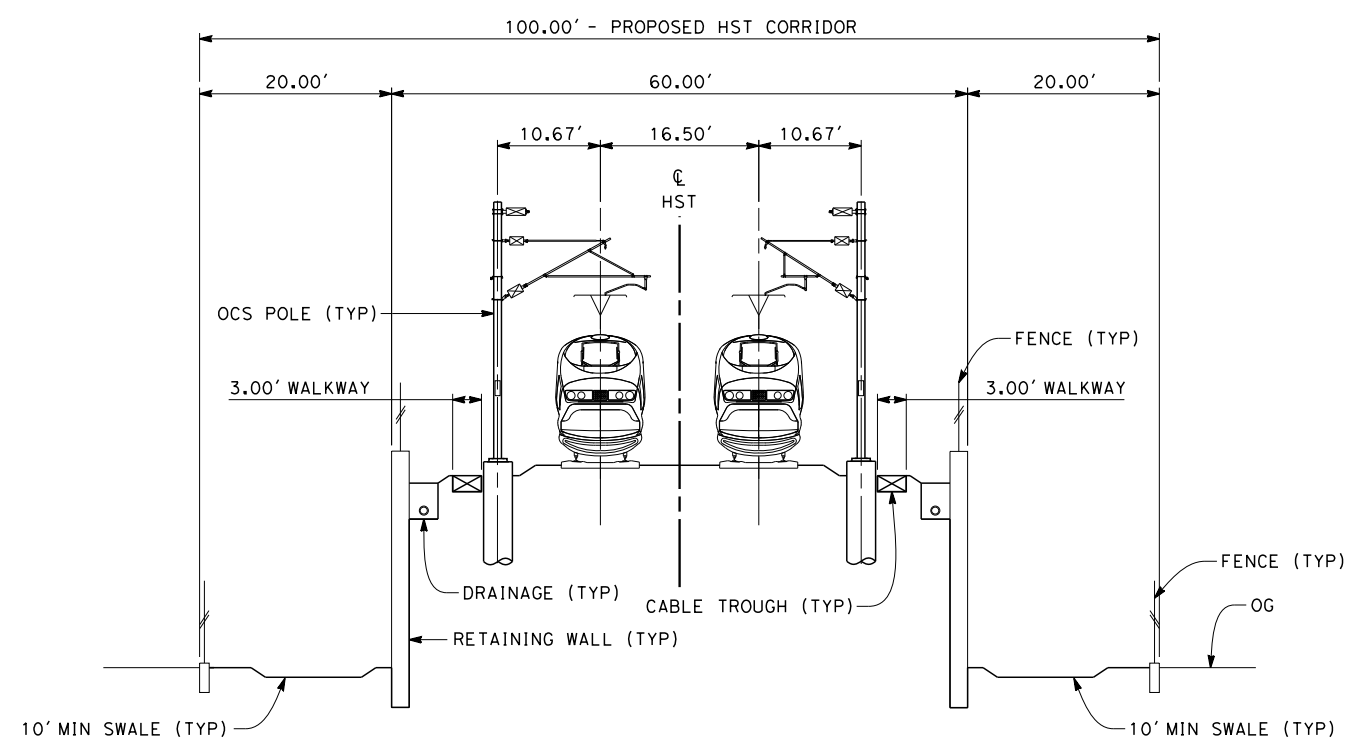 100.00' - PROPOSED HST CORRIDOR
20.00'
60.00'
20.00'
10.67'
16.50'
10.67'
℄
HST
OCS POLE (TYP)
FENCE (TYP)
3.00' WALKWAY
3.00' WALKWAY
FENCE (TYP)
DRAINAGE (TYP)
CABLE TROUGH (TYP)
OG
RETAINING WALL (TYP)
10' MIN SWALE (TYP)
10' MIN SWALE (TYP)